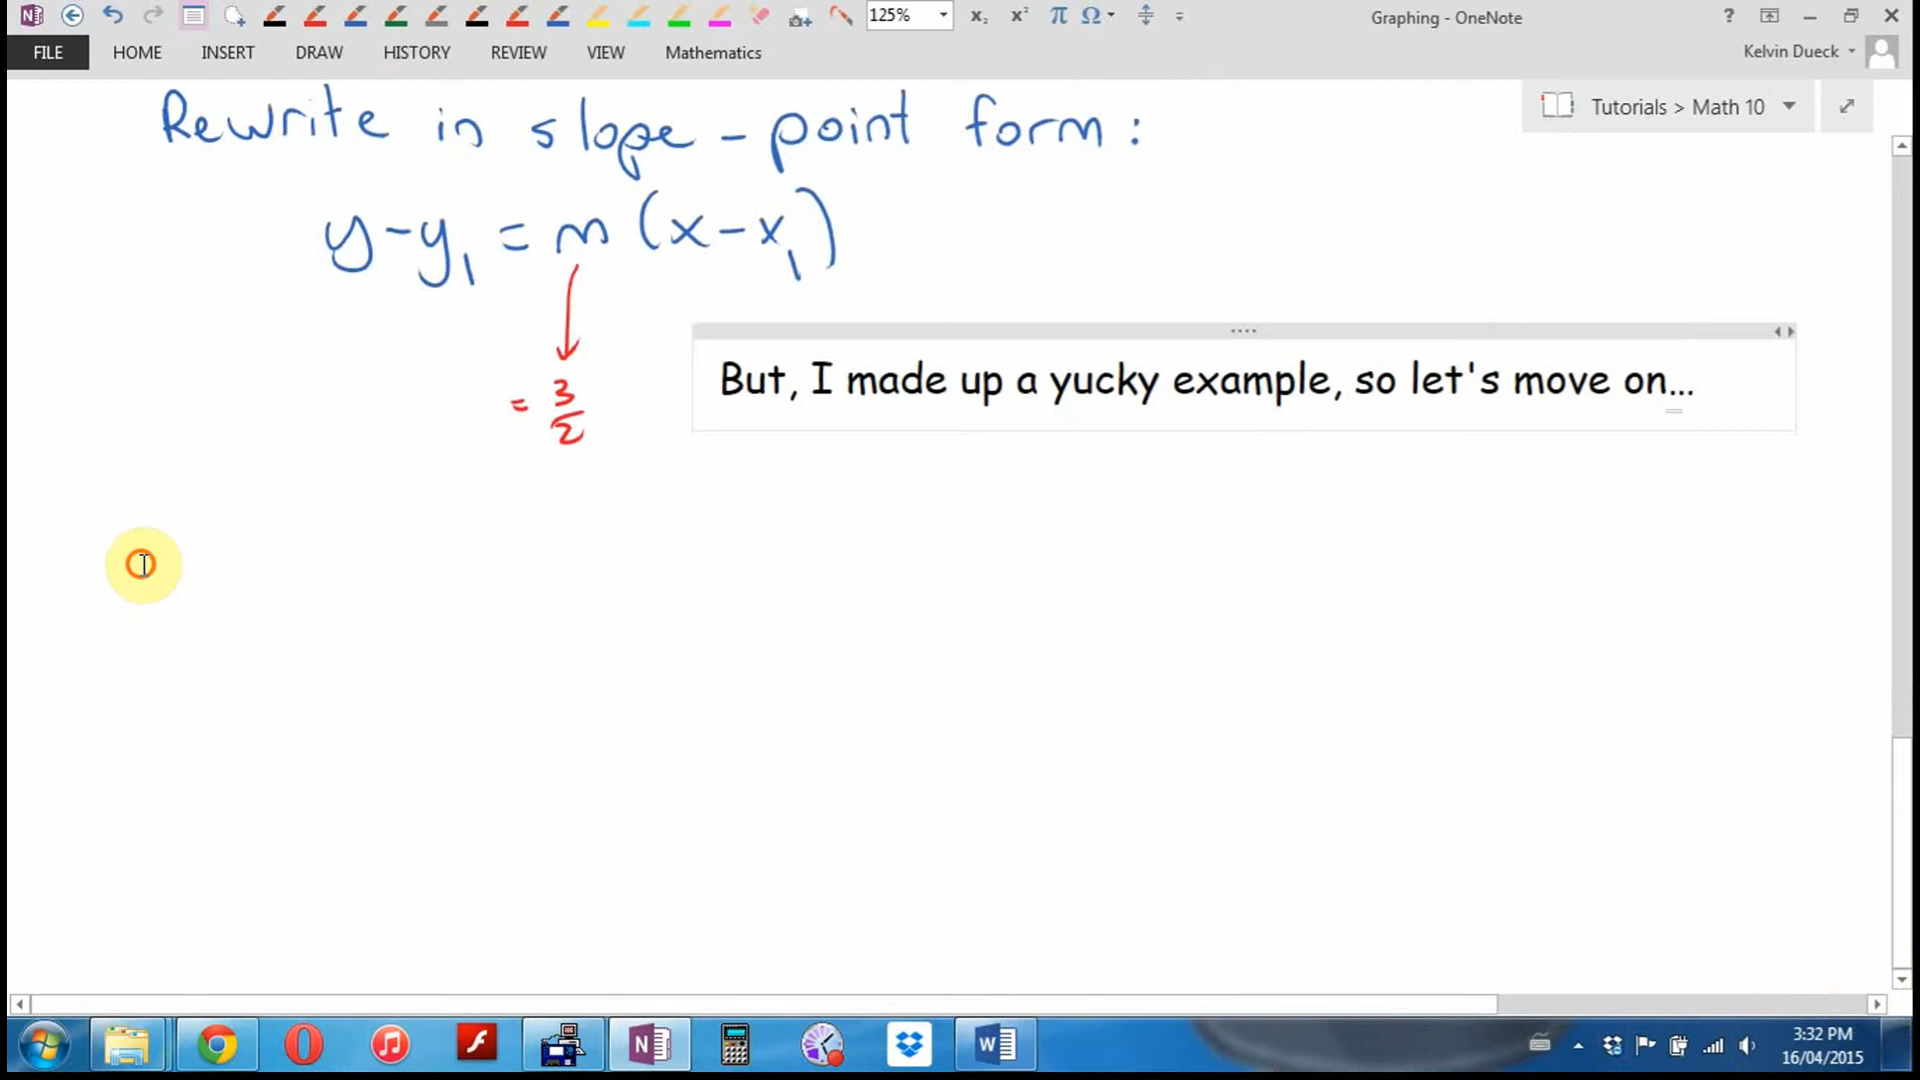 125%
x₂ x² π Ω
Graphing - OneNote
?
FILE HOME INSERT DRAW HISTORY REVIEW VIEW Mathematics
Kelvin Dueck
Tutorials > Math 10
Rewrite in slope - point form :
y - y₁ = m (x - x₁)
But, I made up a yucky example, so let's move on...
= 3/2
3:32 PM
16/04/2015